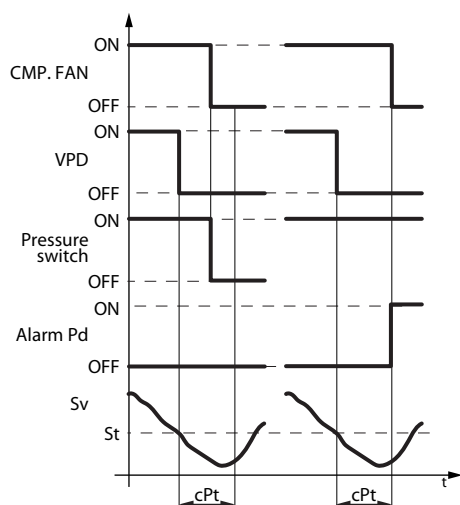 ON
CMP. FAN
OFF
ON
VPD
OFF
ON
Pressure
switch
OFF
ON
Alarm Pd
OFF
Sv
St
t
cPt cPt